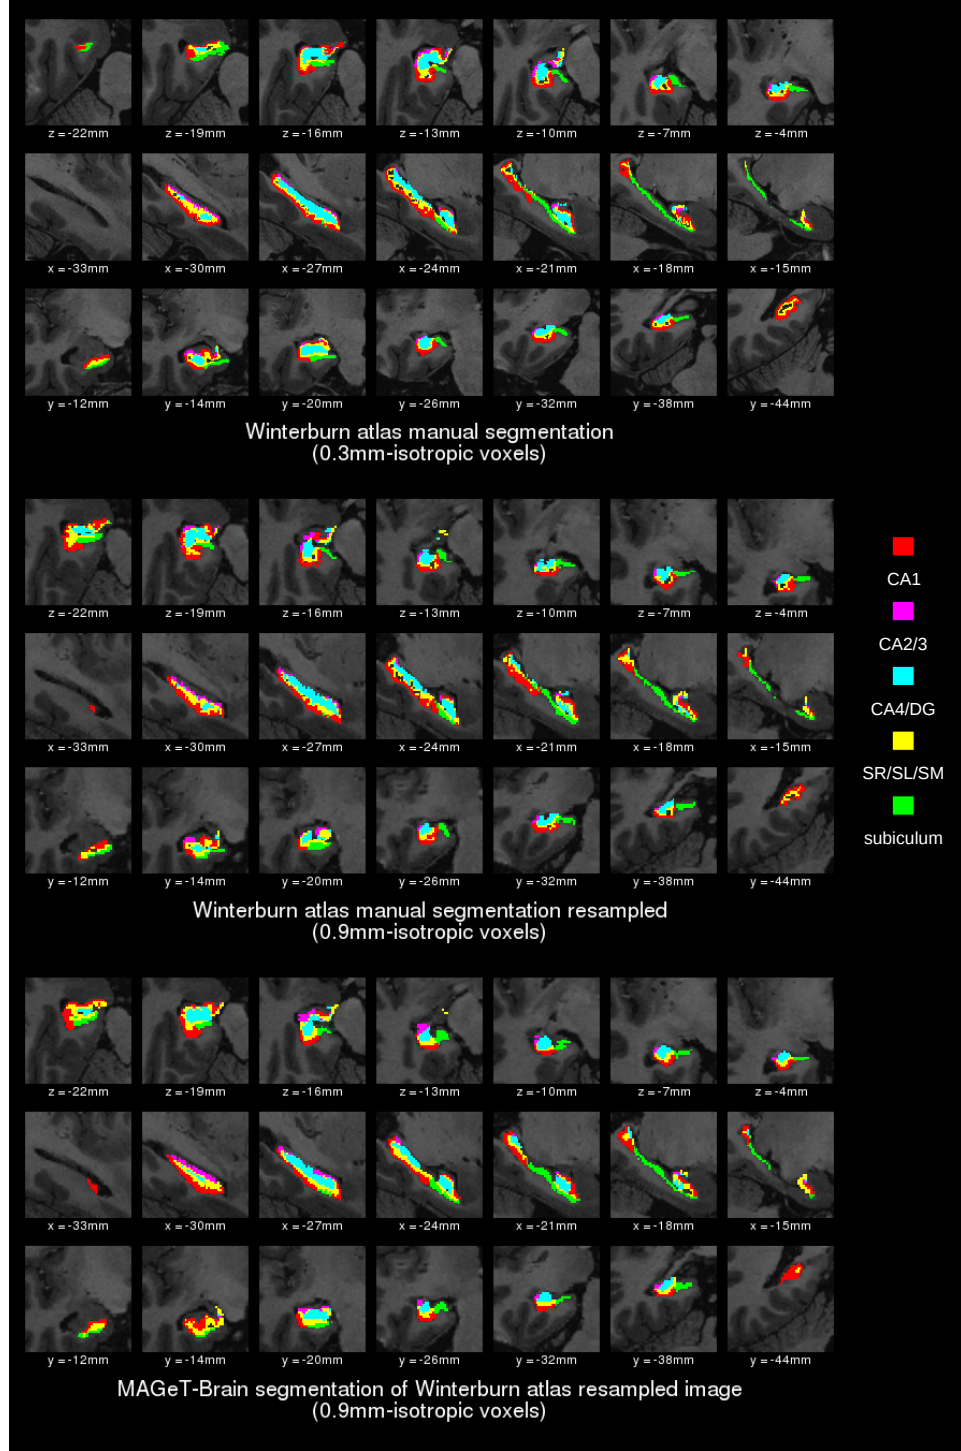 z = -22mm z = -19mm z = -16mm z = -13mm z = -10mm z = -7mm z = -4mm
x = -33mm x = -30mm x = -27mm x = -24mm x = -21mm x = -18mm x = -15mm
y = -12mm y = -14mm y = -20mm y = -26mm y = -32mm y = -38mm y = -44mm
Winterburn atlas manual segmentation
(0.3mm-isotropic voxels)
z = -22mm z = -19mm z = -16mm z = -13mm z = -10mm z = -7mm z = -4mm
x = -33mm x = -30mm x = -27mm x = -24mm x = -21mm x = -18mm x = -15mm
y = -12mm y = -14mm y = -20mm y = -26mm y = -32mm y = -38mm y = -44mm
Winterburn atlas manual segmentation resampled
(0.9mm-isotropic voxels)
z = -22mm z = -19mm z = -16mm z = -13mm z = -10mm z = -7mm z = -4mm
x = -33mm x = -30mm x = -27mm x = -24mm x = -21mm x = -18mm x = -15mm
y = -12mm y = -14mm y = -20mm y = -26mm y = -32mm y = -38mm y = -44mm
MAGeT-Brain segmentation of Winterburn atlas resampled image
(0.9mm-isotropic voxels)
CA1
CA2/3
CA4/DG
SR/SL/SM
subiculum